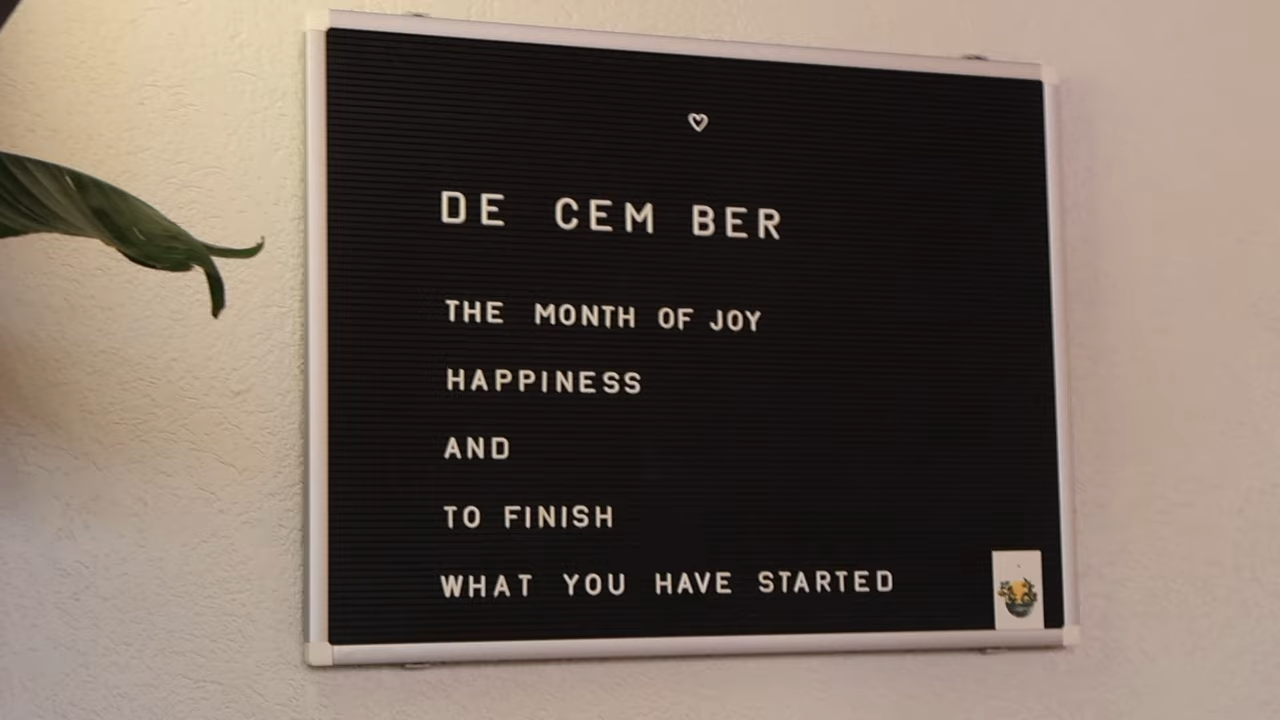 DE CEM BER
THE MONTH OF JOY
HAPPINESS
AND
TO FINISH
WHAT YOU HAVE STARTED